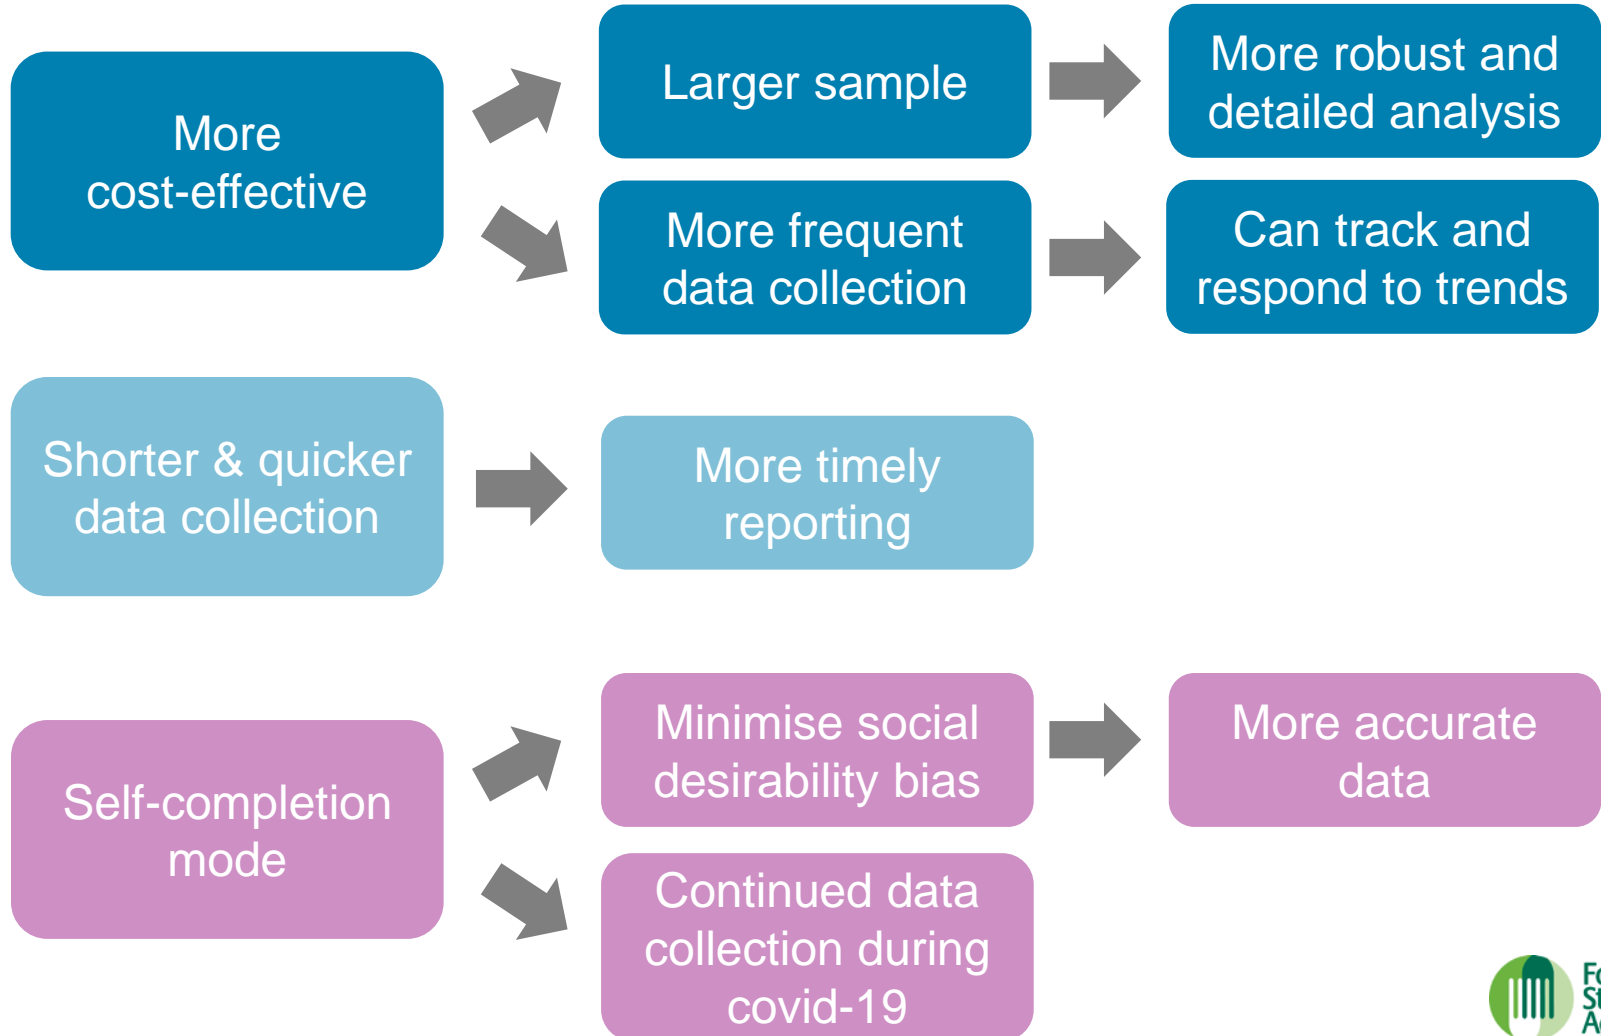 More
cost-effective
Larger sample
More robust and
detailed analysis
More frequent
data collection
Can track and
respond to trends
Shorter & quicker
data collection
More timely
reporting
Self-completion
mode
Minimise social
desirability bias
More accurate
data
Continued data
collection during
covid-19